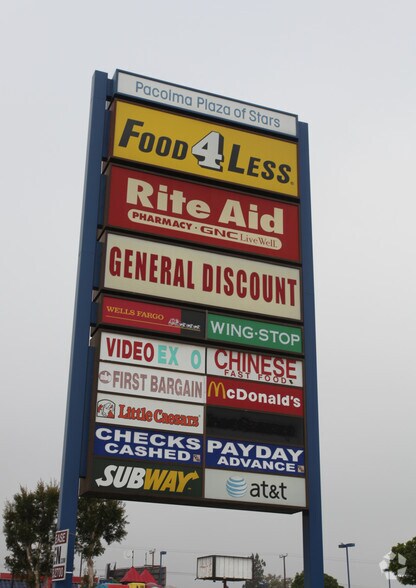 Pacoima Plaza of Stars
FOOD 4 LESS
Rite Aid
PHARMACY · GNC LiveWell.
GENERAL DISCOUNT
WELLS FARGO
WING·STOP
VIDEO EX O
CHINESE
FAST FOOD
FIRST BARGAIN
McDonald's
Little Caesars
CHECKS
CASHED
PAYDAY
ADVANCE
SUBWAY
at&t